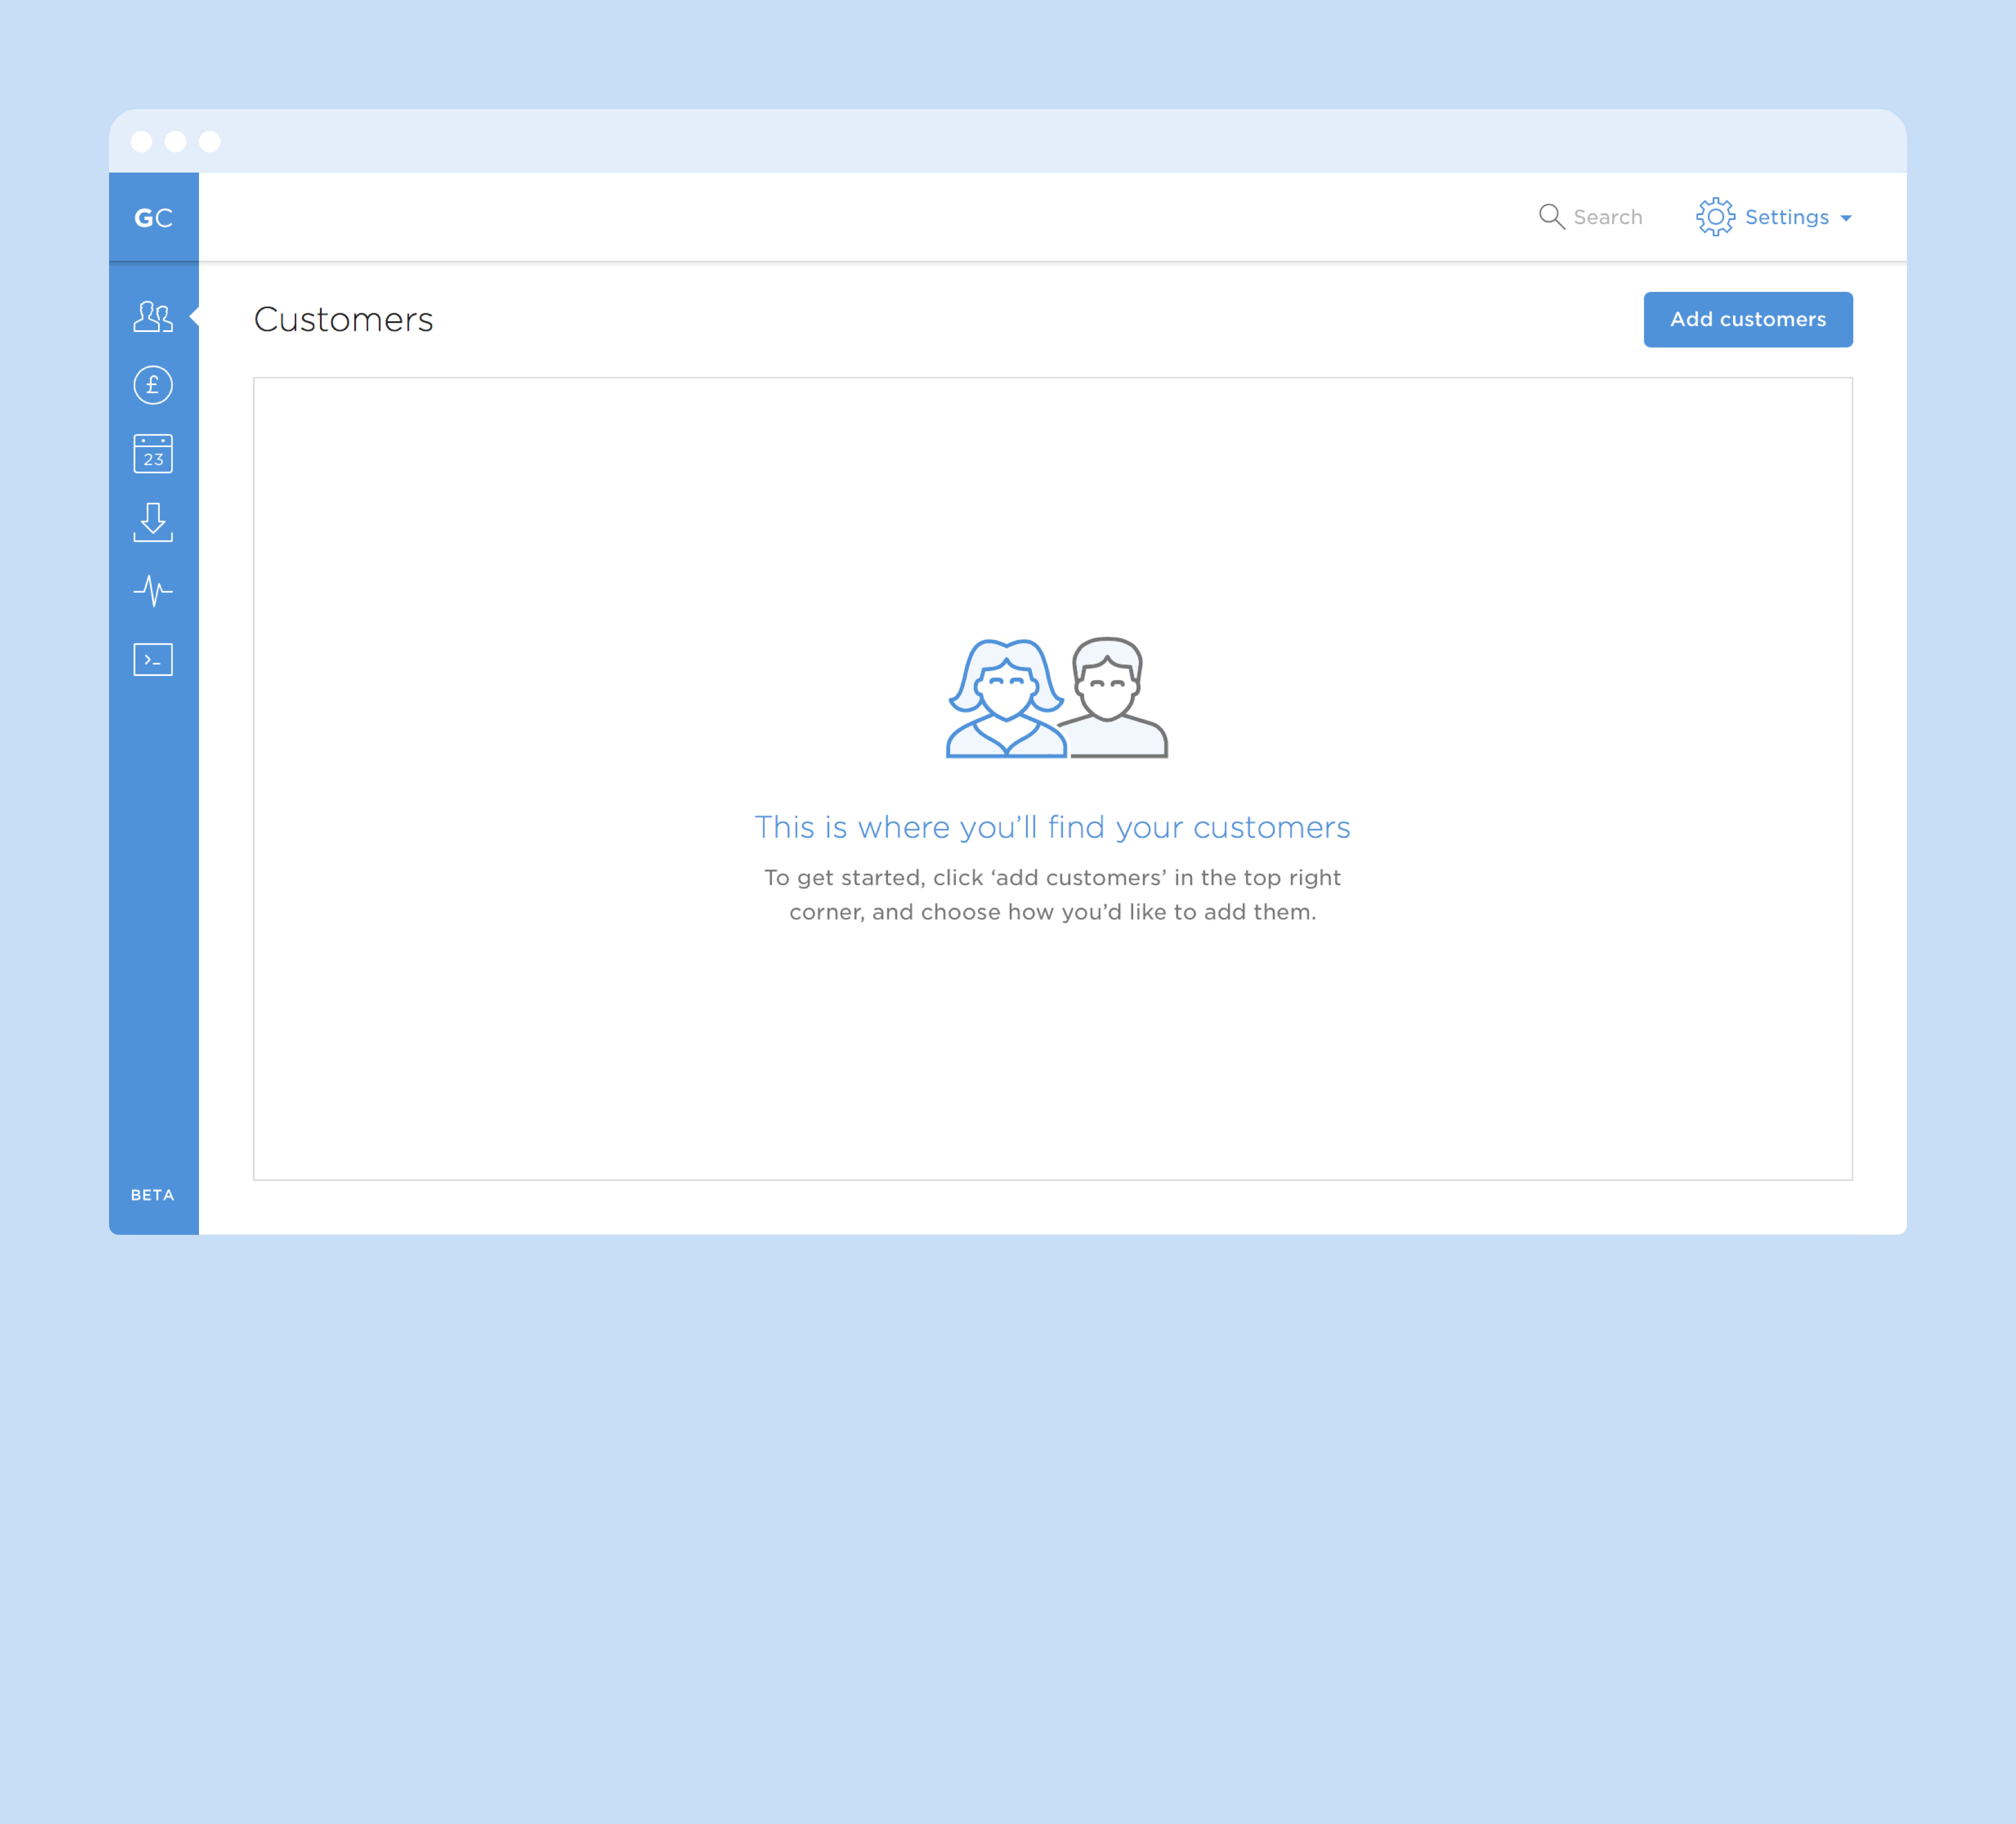 GC
Search
Settings
Customers
Add customers
£
23
>_
This is where you’ll find your customers
To get started, click ‘add customers’ in the top right
corner, and choose how you’d like to add them.
BETA